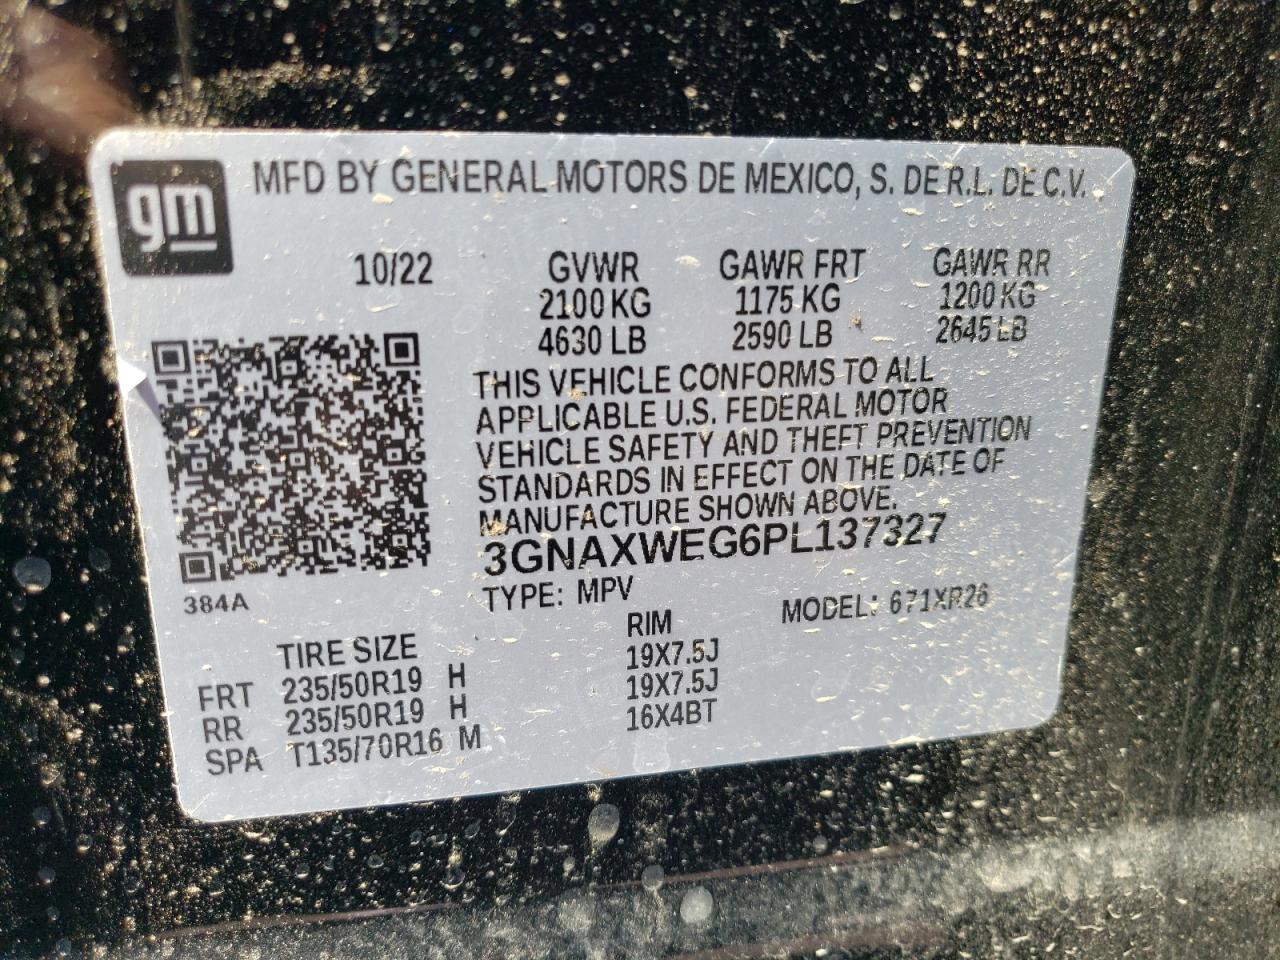 gm
MFD BY GENERAL MOTORS DE MEXICO, S. DE R.L. DE C.V.
10/22 GVWR GAWR FRT GAWR RR
2100 KG 1175 KG 1200 KG
4630 LB 2590 LB 2645 LB
THIS VEHICLE CONFORMS TO ALL
APPLICABLE U.S. FEDERAL MOTOR
VEHICLE SAFETY AND THEFT PREVENTION
STANDARDS IN EFFECT ON THE DATE OF
MANUFACTURE SHOWN ABOVE.
3GNAXWEG6PL137327
384A
TYPE: MPV MODEL: 671XR26
TIRE SIZE RIM
FRT 235/50R19 H 19X7.5J
RR 235/50R19 H 19X7.5J
SPA T135/70R16 M 16X4BT